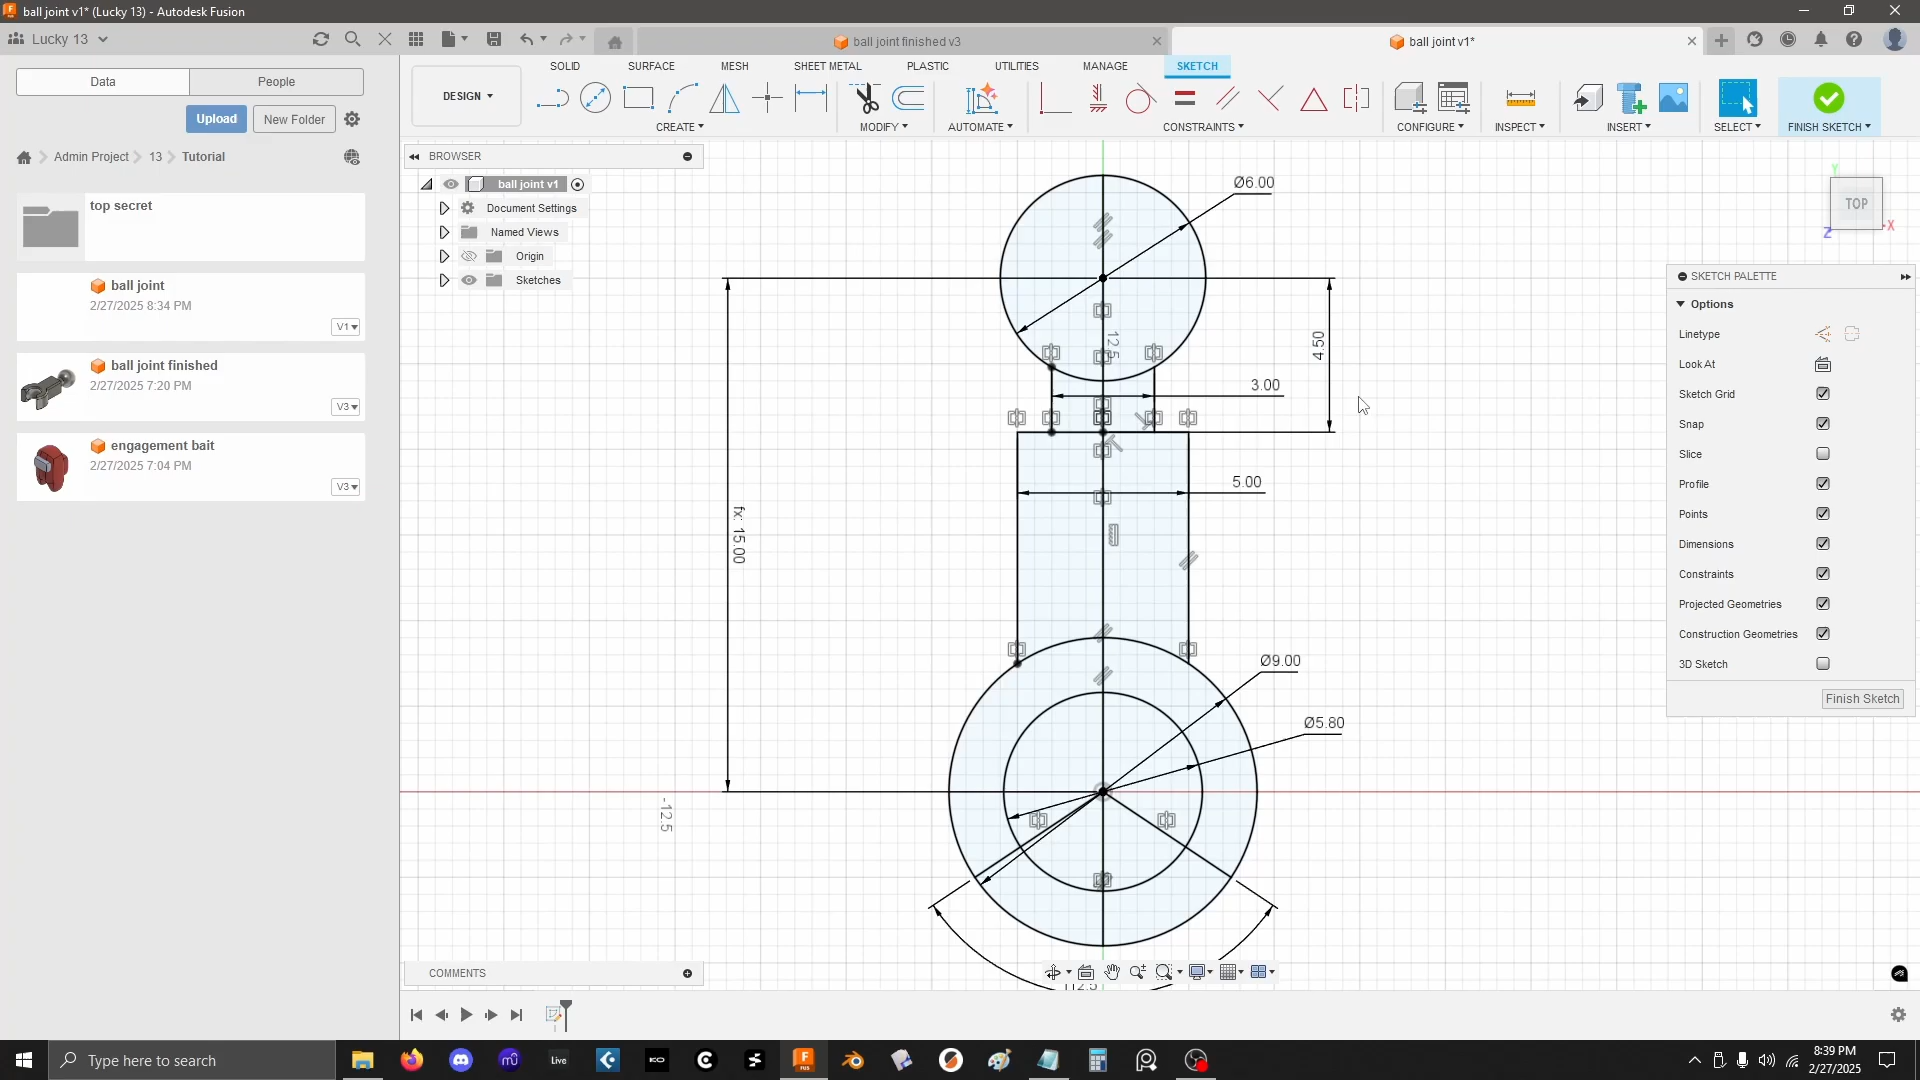 ball joint v1* (Lucky 13) - Autodesk Fusion
Lucky 13
ball joint finished v3
ball joint v1*
Data
People
Upload
New Folder
Admin Project
13
Tutorial
top secret
ball joint
2/27/2025 8:34 PM
V1
ball joint finished
2/27/2025 7:20 PM
V3
engagement bait
2/27/2025 7:04 PM
V3
DESIGN
SOLID
SURFACE
MESH
SHEET METAL
PLASTIC
UTILITIES
MANAGE
SKETCH
CREATE
MODIFY
AUTOMATE
CONSTRAINTS
CONFIGURE
INSPECT
INSERT
SELECT
FINISH SKETCH
BROWSER
ball joint v1
Document Settings
Named Views
Origin
Sketches
Ø6.00
12.5
4.50
3.00
5.00
fx: 15.00
Ø9.00
Ø5.80
-12.5
112.5
Y
TOP
X
Z
SKETCH PALETTE
Options
Linetype
Look At
Sketch Grid
Snap
Slice
Profile
Points
Dimensions
Constraints
Projected Geometries
Construction Geometries
3D Sketch
Finish Sketch
COMMENTS
Type here to search
Live
8:39 PM
2/27/2025